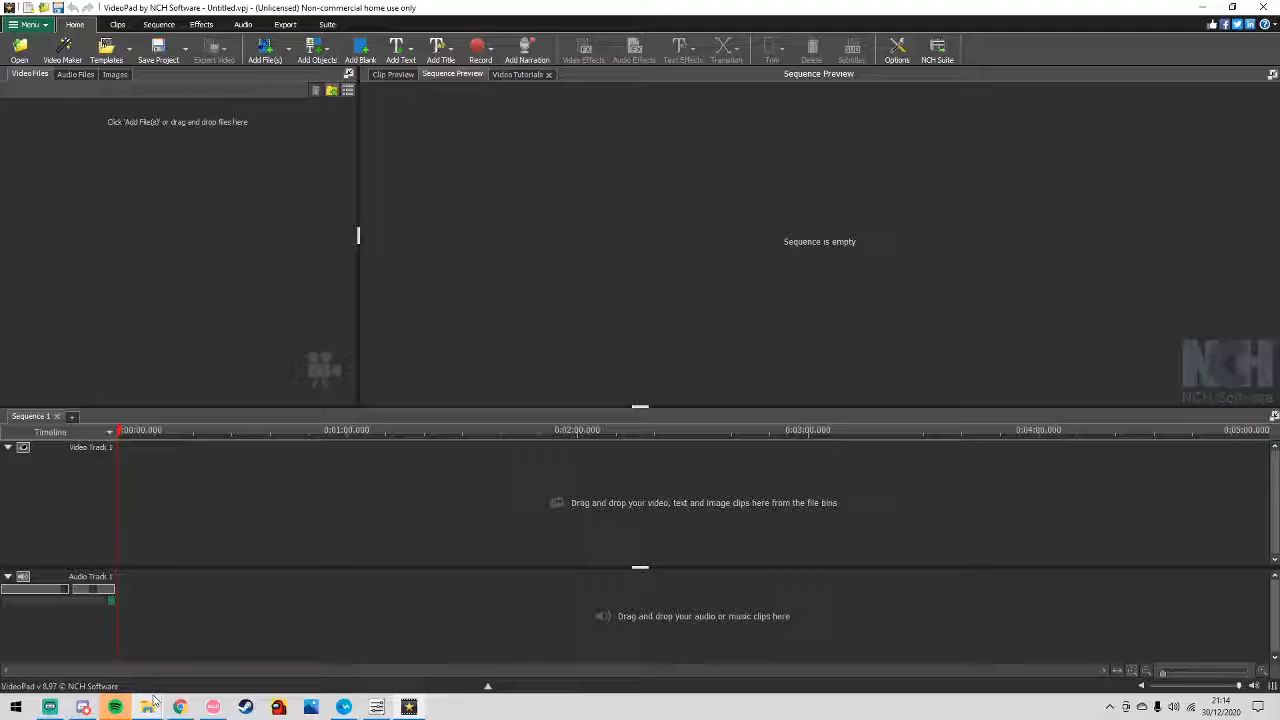 VideoPad by NCH Software - Untitled.vpj - (Unlicensed) Non-commercial home use only
Menu Home Clips Sequence Effects Audio Export Suite
Open Video Maker Templates Save Project Export Video Add File(s) Add Objects Add Blank Add Text Add Title Record Add Narration Video Effects Audio Effects Text Effects Transition Trim Delete Subtitles Options NCH Suite
Video Files Audio Files Images
Clip Preview Sequence Preview Video Tutorials Sequence Preview
Click 'Add File(s)' or drag and drop files here
Sequence is empty
NCH
NCH Software
Sequence 1
Timeline 0:00:00.000 0:01:00.000 0:02:00.000 0:03:00.000 0:04:00.000 0:05:00.000
Video Track 1
Drag and drop your video, text and image clips here from the file bins
Audio Track 1
Drag and drop your audio or music clips here
VideoPad v 8.97 © NCH Software
21:14
30/12/2020